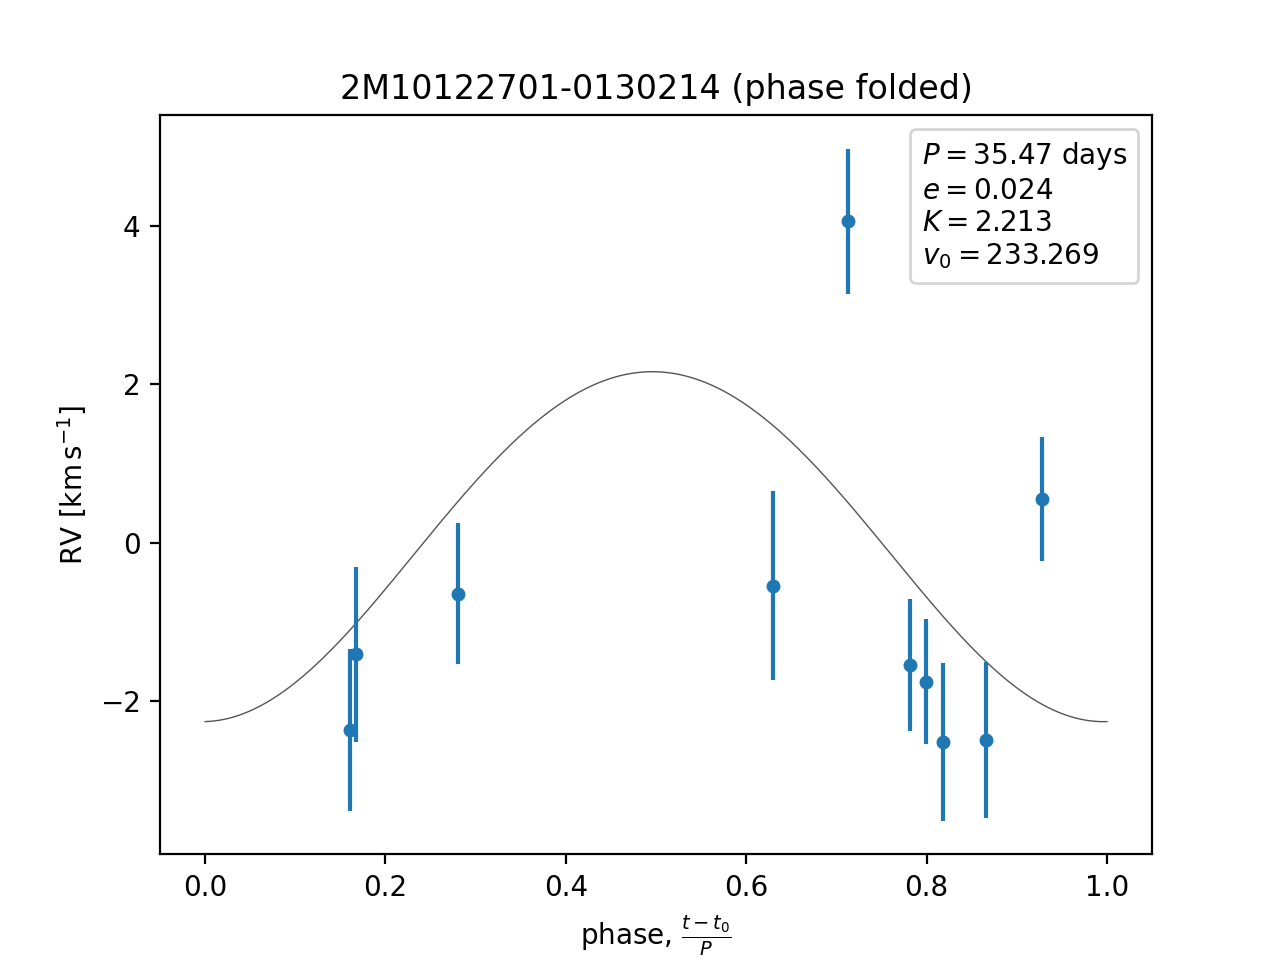 2M10122701-0130214 (phase folded)
P = 35.47 days
e = 0.024
K = 2.213
v₀ = 233.269
4
2
0
−2
RV [km s⁻¹]
0.0 0.2 0.4 0.6 0.8 1.0
phase, (t − t₀)/P